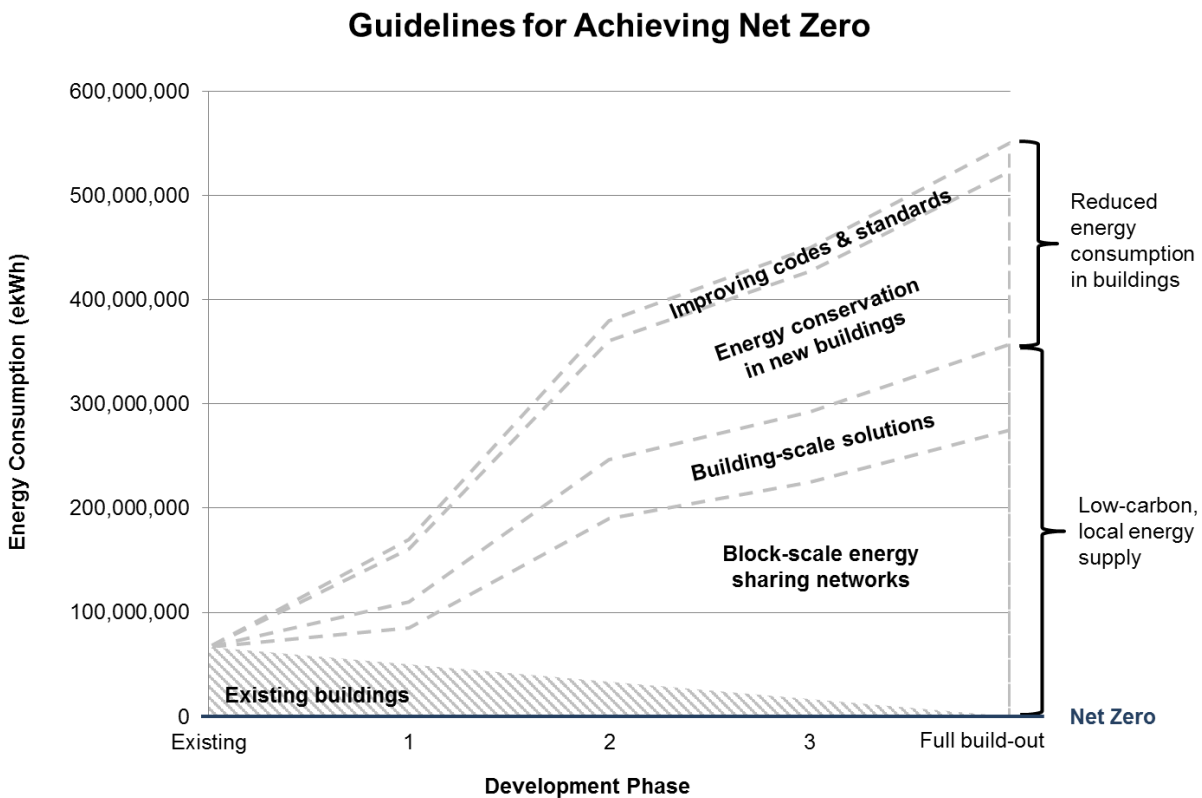 Guidelines for Achieving Net Zero
600,000,000
500,000,000
400,000,000
300,000,000
200,000,000
100,000,000
0
Energy Consumption (ekWh)
Improving codes & standards
Energy conservation
in new buildings
Building-scale solutions
Block-scale energy
sharing networks
Existing buildings
Reduced
energy
consumption
in buildings
Low-carbon,
local energy
supply
Net Zero
Existing
1
2
3
Full build-out
Development Phase